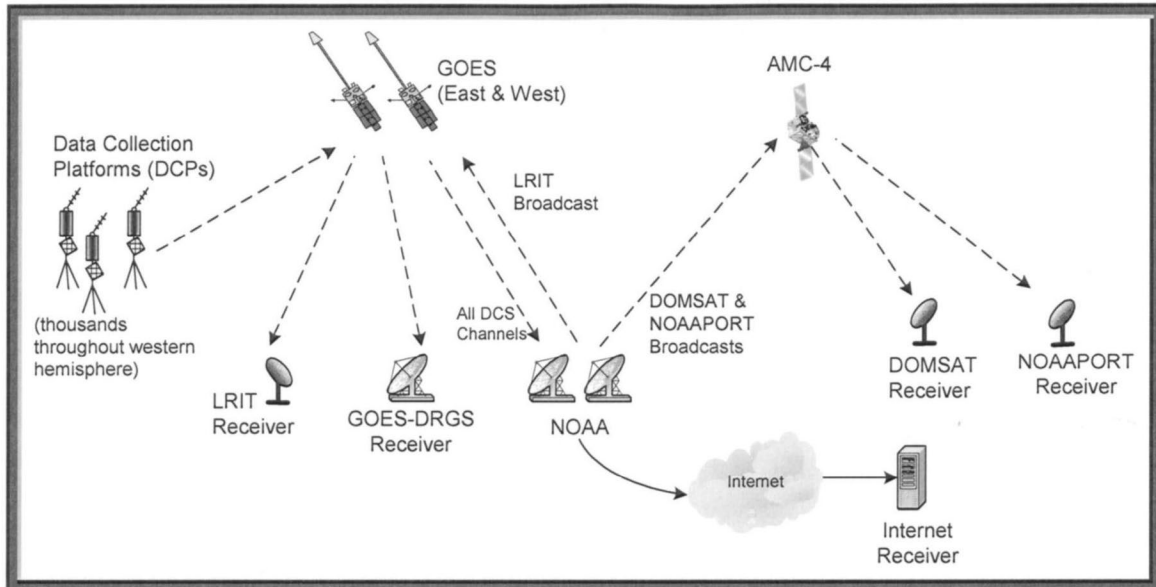 GOES
(East & West)
AMC-4
Data Collection
Platforms (DCPs)
LRIT
Broadcast
(thousands
throughout western
hemisphere)
All DCS
Channels
DOMSAT &
NOAAPORT
Broadcasts
LRIT
Receiver
GOES-DRGS
Receiver
NOAA
DOMSAT
Receiver
NOAAPORT
Receiver
Internet
Internet
Receiver